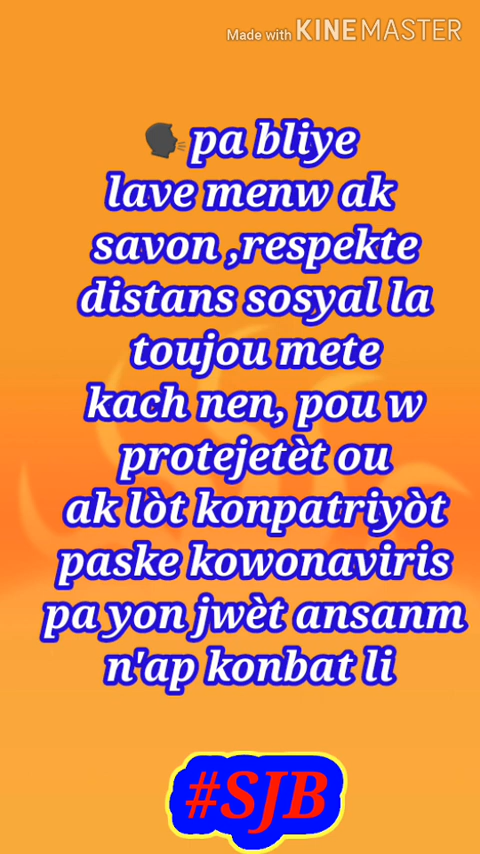 Made with KINEMASTER
🗣pa bliye
lave menw ak
savon ,respekte
distans sosyal la
toujou mete
kach nen, pou w
protejetèt ou
ak lòt konpatriyòt
paske kowonaviris
pa yon jwèt ansanm
n'ap konbat li
#SJB